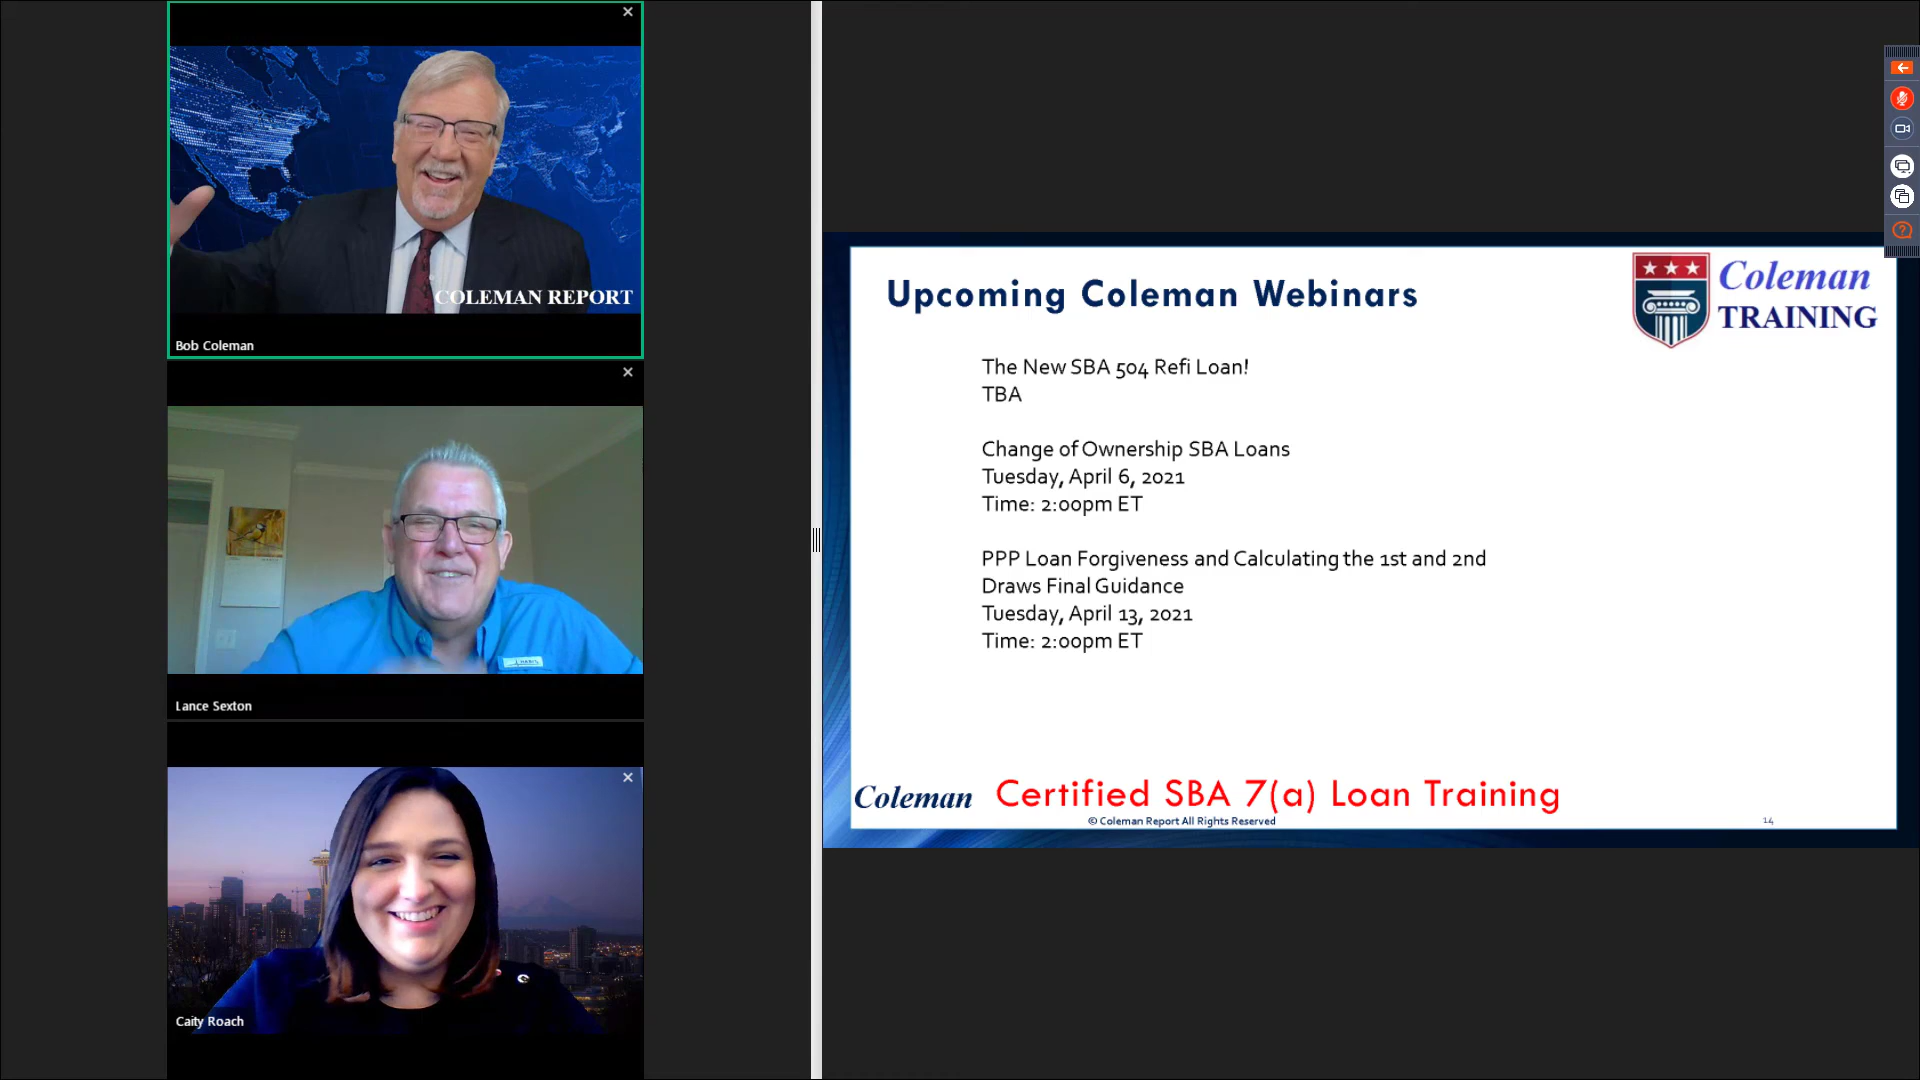 COLEMAN REPORT
Bob Coleman
Lance Sexton
Caity Roach
Upcoming Coleman Webinars
Coleman
TRAINING
The New SBA 504 Refi Loan!
TBA
Change of Ownership SBA Loans
Tuesday, April 6, 2021
Time: 2:00pm ET
PPP Loan Forgiveness and Calculating the 1st and 2nd
Draws Final Guidance
Tuesday, April 13, 2021
Time: 2:00pm ET
Coleman
Certified SBA 7(a) Loan Training
© Coleman Report All Rights Reserved
14